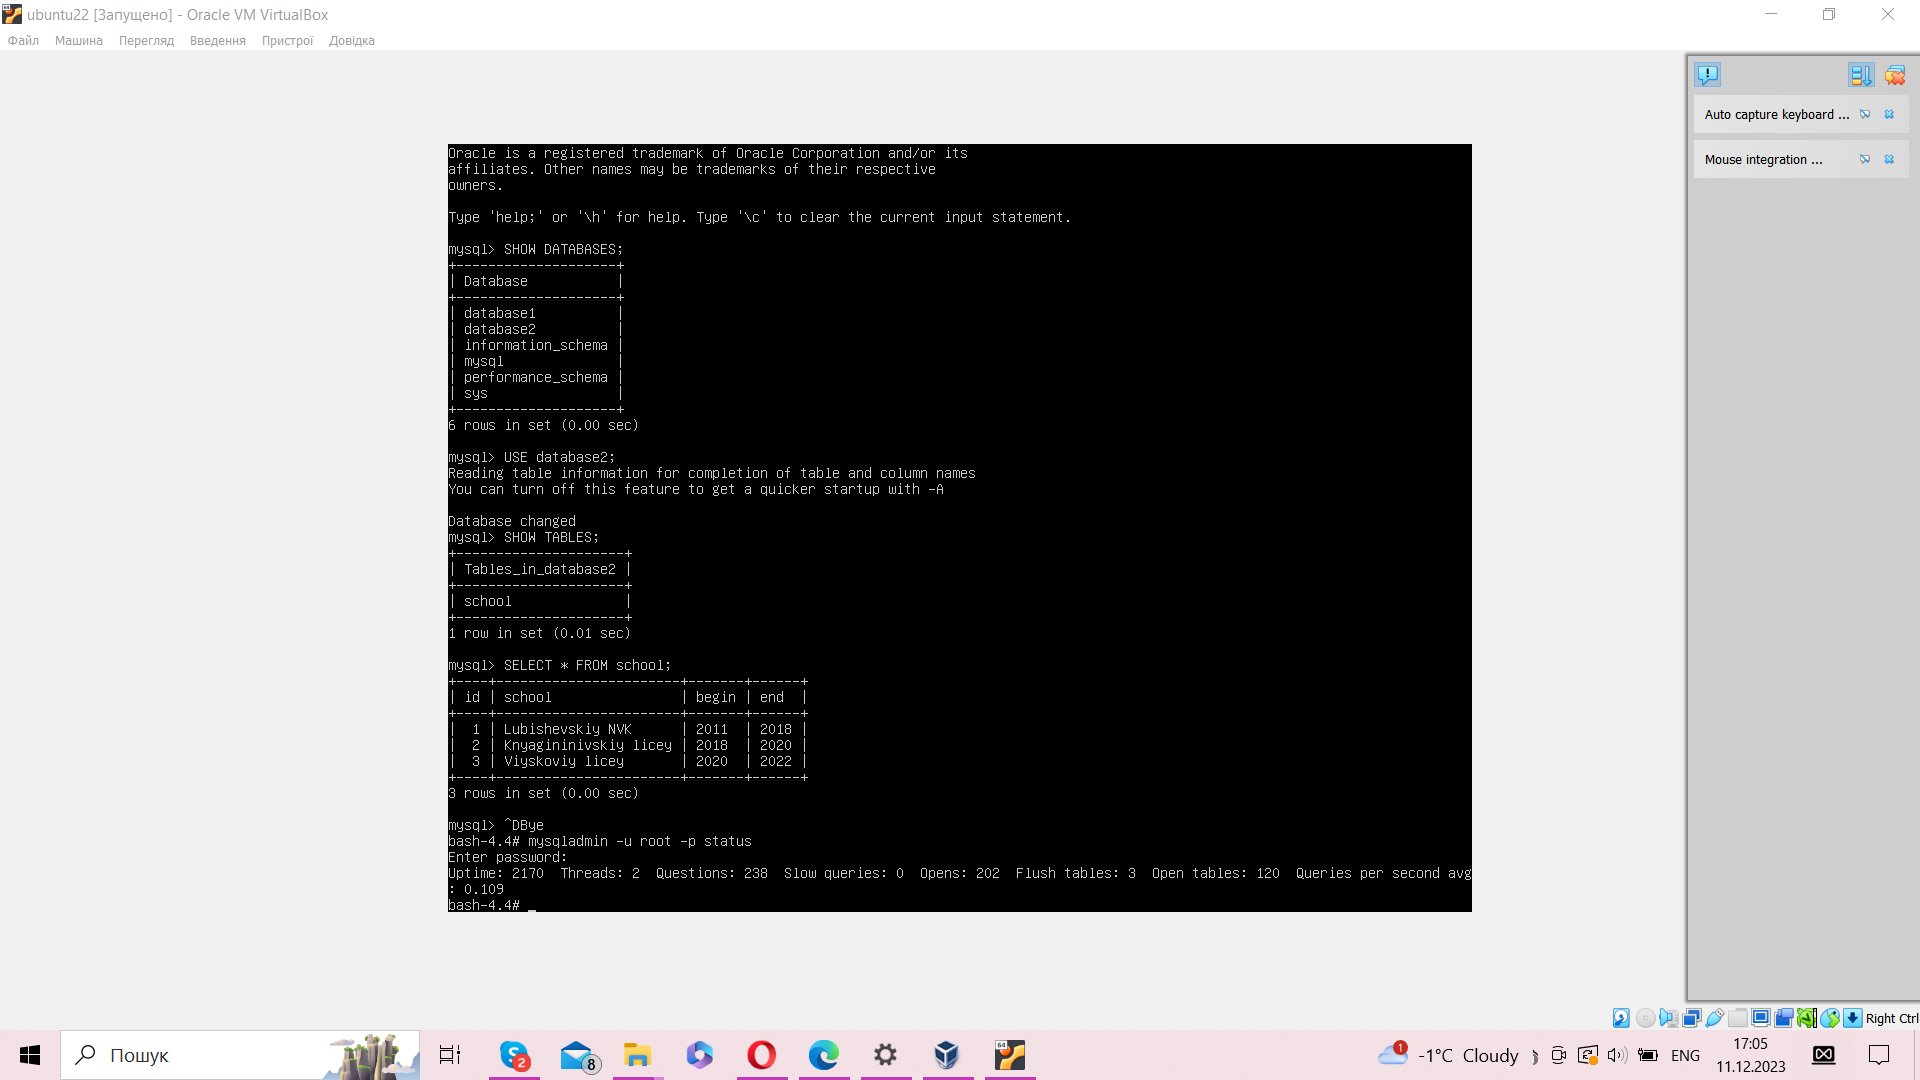 ubuntu22 [Запущено] - Oracle VM VirtualBox
Файл Машина Перегляд Введення Пристрої Довідка
Auto capture keyboard ...
Mouse integration ...
Oracle is a registered trademark of Oracle Corporation and/or its
affiliates. Other names may be trademarks of their respective
owners.
Type 'help;' or '\h' for help. Type '\c' to clear the current input statement.
mysql> SHOW DATABASES;
+--------------------+
| Database           |
+--------------------+
| database1          |
| database2          |
| information_schema |
| mysql              |
| performance_schema |
| sys                |
+--------------------+
6 rows in set (0.00 sec)
mysql> USE database2;
Reading table information for completion of table and column names
You can turn off this feature to get a quicker startup with -A
Database changed
mysql> SHOW TABLES;
+---------------------+
| Tables_in_database2 |
+---------------------+
| school              |
+---------------------+
1 row in set (0.01 sec)
mysql> SELECT * FROM school;
+----+-----------------------+-------+------+
| id | school                | begin | end  |
+----+-----------------------+-------+------+
|  1 | Lubishevskiy NVK      | 2011  | 2018 |
|  2 | Knyagininivskiy licey | 2018  | 2020 |
|  3 | Viyskoviy licey       | 2020  | 2022 |
+----+-----------------------+-------+------+
3 rows in set (0.00 sec)
mysql> ^DBye
bash-4.4# mysqladmin -u root -p status
Enter password:
Uptime: 2170  Threads: 2  Questions: 238  Slow queries: 0  Opens: 202  Flush tables: 3  Open tables: 120  Queries per second avg
: 0.109
bash-4.4# _
Right Ctrl
Пошук
2
8
64
1
-1°C Cloudy
ENG
17:05
11.12.2023